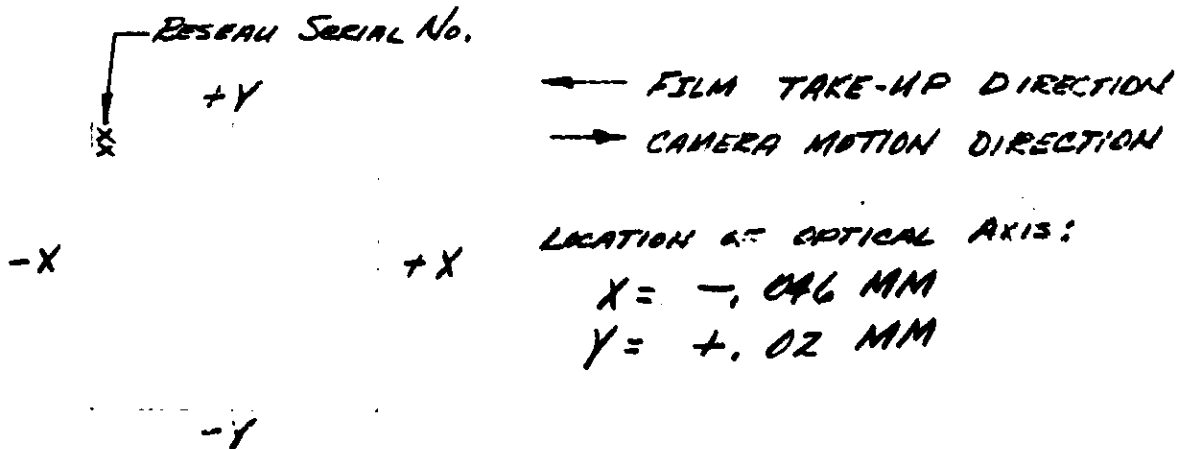 RESEAU SERIAL NO.
+Y
← FILM TAKE-UP DIRECTION
XX
→ CAMERA MOTION DIRECTION
-X
+X
LOCATION OF OPTICAL AXIS:
X = -.046 MM
Y = +.02 MM
-Y